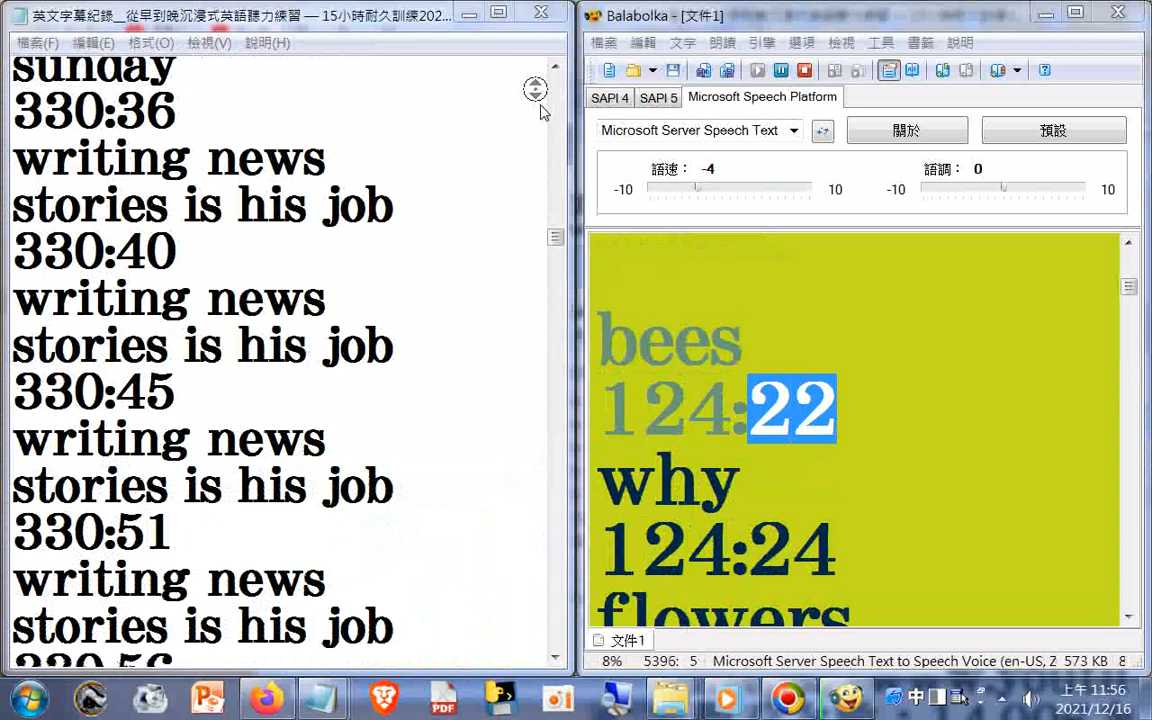 英文字幕紀錄__從早到晚沉浸式英語聽力練習 — 15小時耐久訓練202...
檔案(F) 編輯(E) 格式(O) 檢視(V) 說明(H)
sunday
330:36
writing news
stories is his job
330:40
writing news
stories is his job
330:45
writing news
stories is his job
330:51
writing news
stories is his job
330:56
Balabolka - [文件1]
檔案 編輯 文字 朗讀 引擎 選項 檢視 工具 書籤 說明
SAPI 4 SAPI 5 Microsoft Speech Platform
Microsoft Server Speech Text 關於 預設
語速： -4 語調： 0
-10 10 -10 10
bees
124:22
why
124:24
flowers
文件1
8% 5396: 5 Microsoft Server Speech Text to Speech Voice (en-US, Z 573 KB 8
PDF 中 上午 11:56
2021/12/16